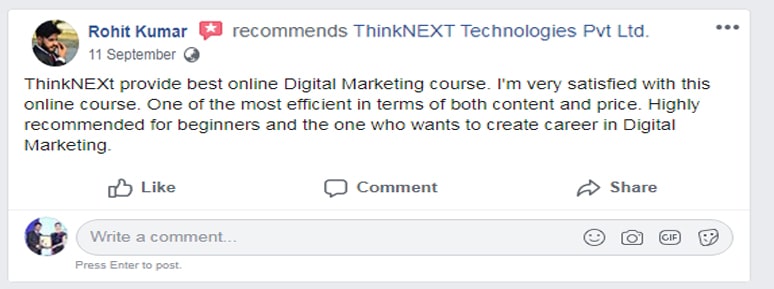 Rohit Kumar recommends ThinkNEXT Technologies Pvt Ltd.
11 September
ThinkNEXt provide best online Digital Marketing course. I'm very satisfied with this
online course. One of the most efficient in terms of both content and price. Highly
recommended for beginners and the one who wants to create career in Digital
Marketing.
Like Comment Share
Write a comment...
GIF
Press Enter to post.